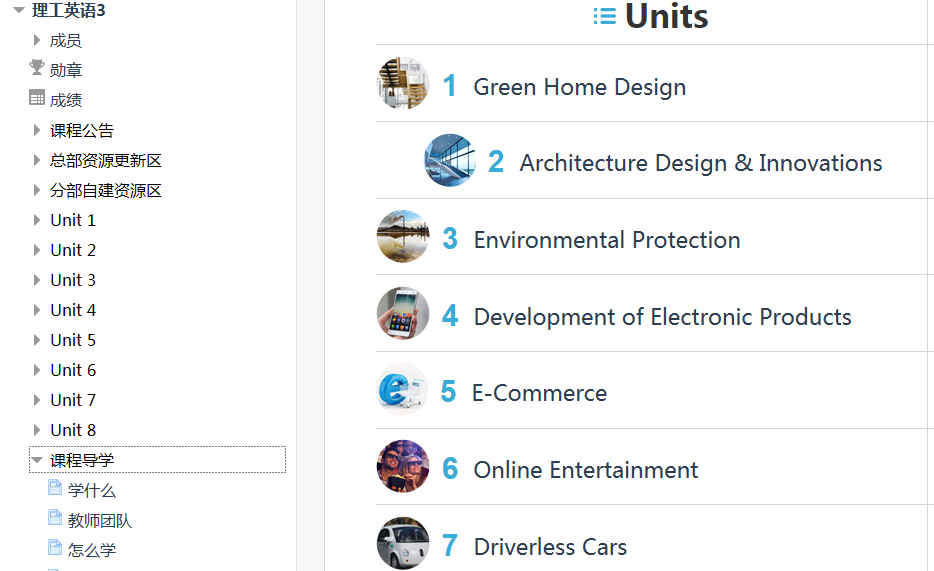 理工英语3
成员
勋章
成绩
课程公告
总部资源更新区
分部自建资源区
Unit 1
Unit 2
Unit 3
Unit 4
Unit 5
Unit 6
Unit 7
Unit 8
课程导学
学什么
教师团队
怎么学
Units
1 Green Home Design
2 Architecture Design & Innovations
3 Environmental Protection
4 Development of Electronic Products
5 E-Commerce
6 Online Entertainment
7 Driverless Cars